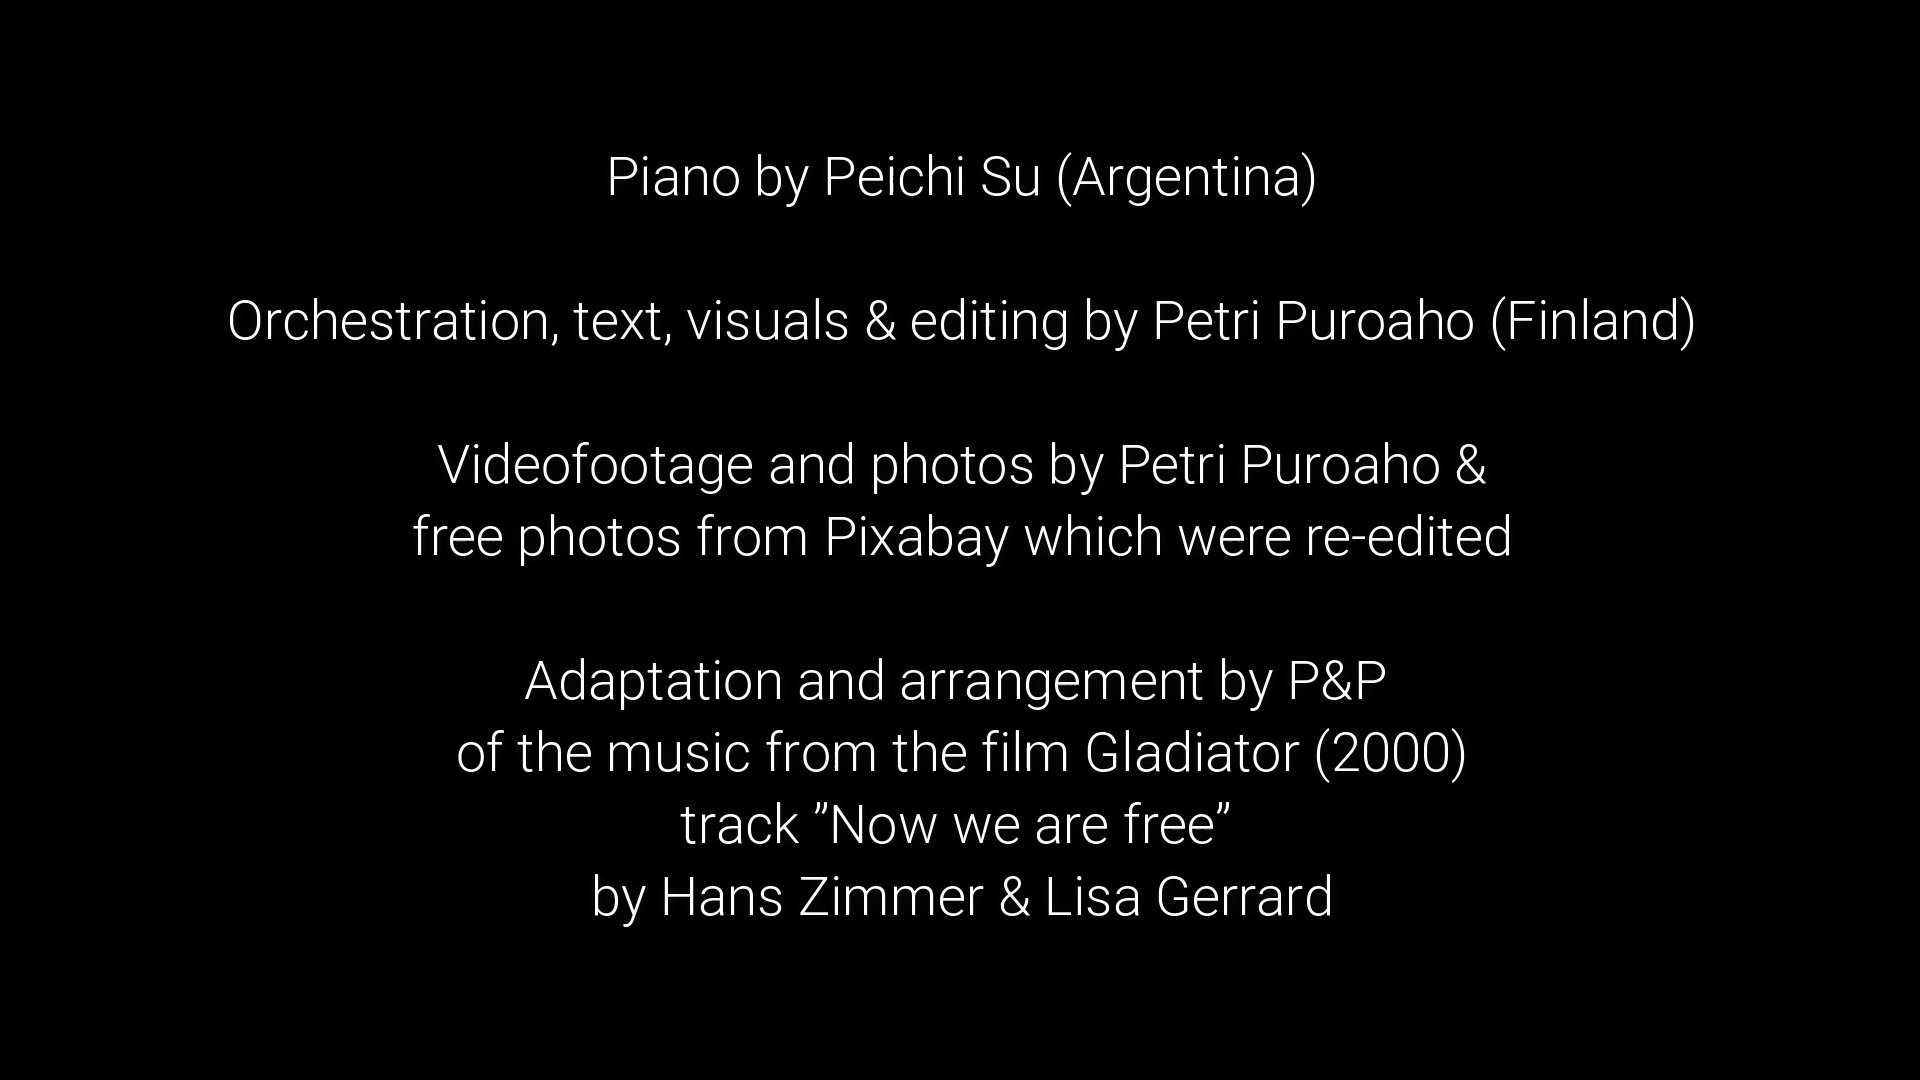 Piano by Peichi Su (Argentina)
Orchestration, text, visuals & editing by Petri Puroaho (Finland)
Videofootage and photos by Petri Puroaho &
free photos from Pixabay which were re-edited
Adaptation and arrangement by P&P
of the music from the film Gladiator (2000)
track ”Now we are free”
by Hans Zimmer & Lisa Gerrard